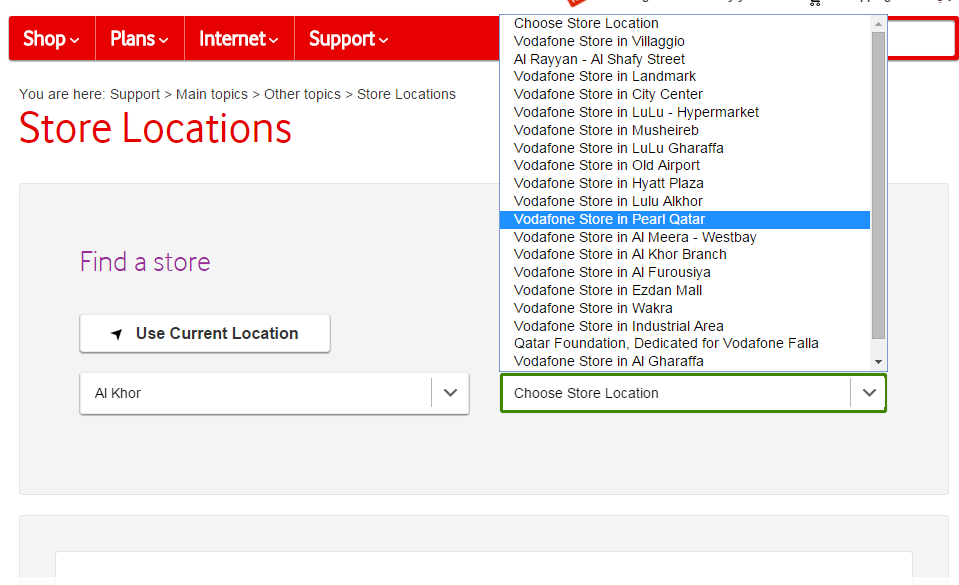 Shop Plans Internet Support
You are here: Support > Main topics > Other topics > Store Locations
Store Locations
Find a store
Use Current Location
Al Khor
Choose Store Location
Vodafone Store in Villaggio
Al Rayyan - Al Shafy Street
Vodafone Store in Landmark
Vodafone Store in City Center
Vodafone Store in LuLu - Hypermarket
Vodafone Store in Musheireb
Vodafone Store in LuLu Gharaffa
Vodafone Store in Old Airport
Vodafone Store in Hyatt Plaza
Vodafone Store in Lulu Alkhor
Vodafone Store in Pearl Qatar
Vodafone Store in Al Meera - Westbay
Vodafone Store in Al Khor Branch
Vodafone Store in Al Furousiya
Vodafone Store in Ezdan Mall
Vodafone Store in Wakra
Vodafone Store in Industrial Area
Qatar Foundation, Dedicated for Vodafone Falla
Vodafone Store in Al Gharaffa
Choose Store Location